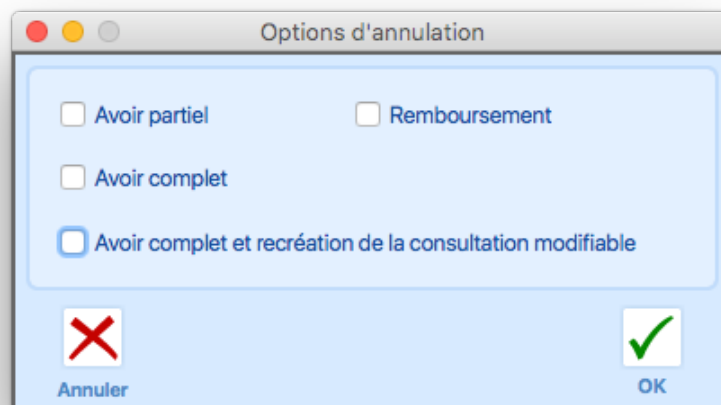 Options d'annulation
Avoir partiel
Remboursement
Avoir complet
Avoir complet et recréation de la consultation modifiable
Annuler
OK